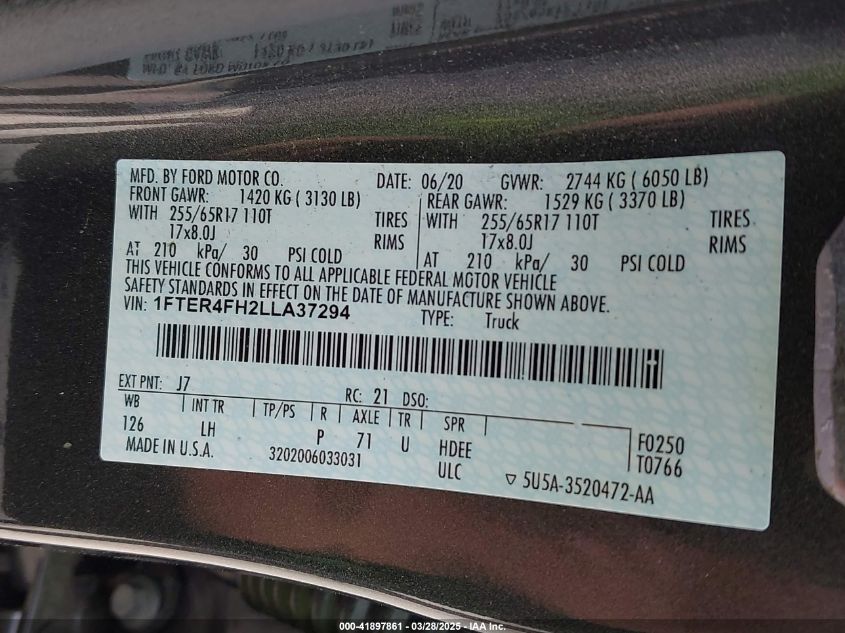 MFD. BY FORD MOTOR CO. DATE: 06/20 GVWR: 2744 KG ( 6050 LB)
FRONT GAWR: 1420 KG ( 3130 LB) REAR GAWR: 1529 KG ( 3370 LB)
WITH 255/65R17 110T TIRES WITH 255/65R17 110T TIRES
17x8.0J RIMS 17x8.0J RIMS
AT 210 kPa/ 30 PSI COLD AT 210 kPa/ 30 PSI COLD
THIS VEHICLE CONFORMS TO ALL APPLICABLE FEDERAL MOTOR VEHICLE
SAFETY STANDARDS IN EFFECT ON THE DATE OF MANUFACTURE SHOWN ABOVE.
VIN: 1FTER4FH2LLA37294 TYPE: Truck
EXT PNT: J7 RC: 21 DSO:
WB INT TR TP/PS R AXLE TR SPR
126 LH P 71 U HDEE F0250
MADE IN U.S.A. 3202006033031 ULC T0766
5U5A-3520472-AA
000-41897861 - 03/28/2025 - IAA Inc.